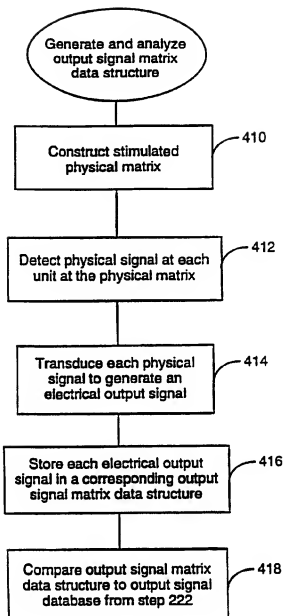 Generate and analyze
output signal matrix
data structure
410
Construct stimulated
physical matrix
412
Detect physical signal at each
unit at the physical matrix
414
Transduce each physical
signal to generate an
electrical output signal
416
Store each electrical output
signal in a corresponding output
signal matrix data structure
418
Compare output signal matrix
data structure to output signal
database from step 222